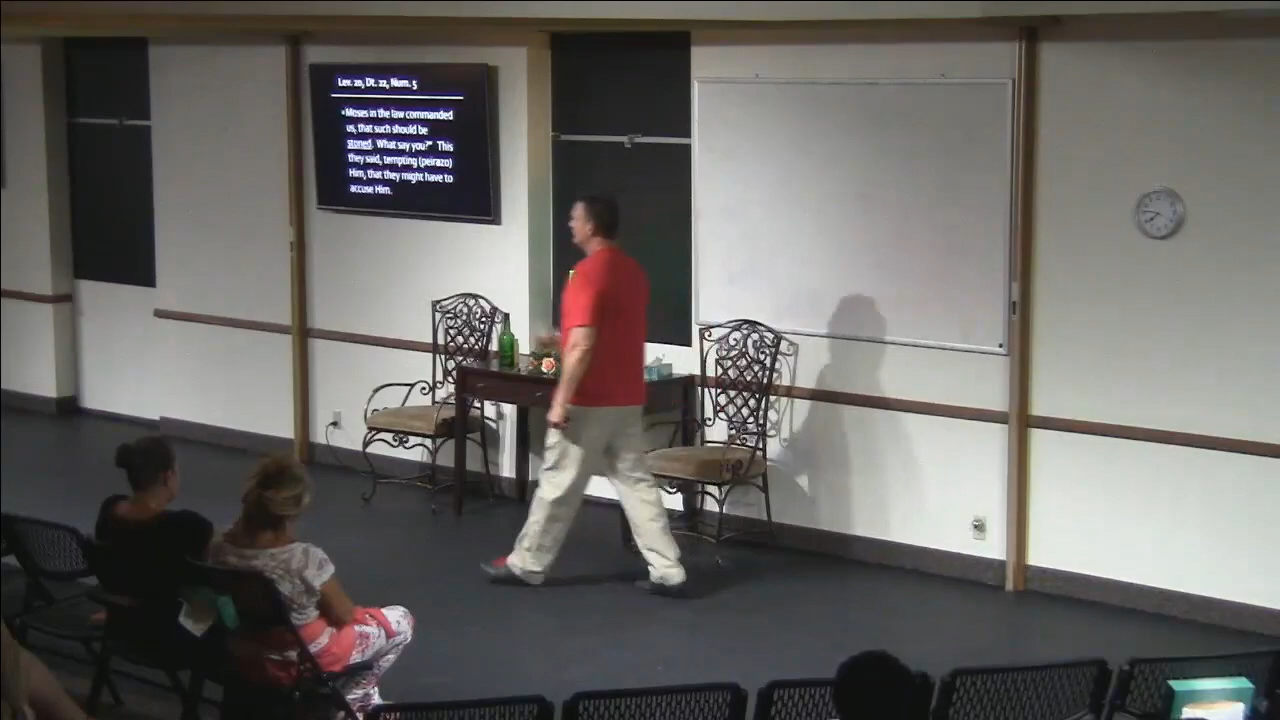 Lev. 20, Dt. 22, Num. 5
•Moses in the law commanded
us, that such should be
stoned. What say you?" This
they said, tempting (peirazo)
Him, that they might have to
accuse Him.